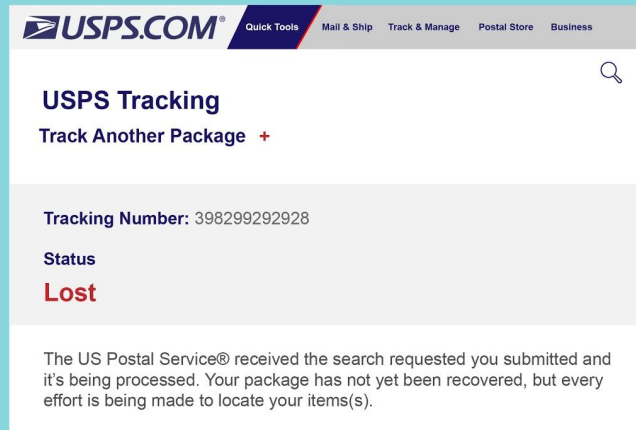 USPS.COM®
Quick Tools Mail & Ship Track & Manage Postal Store Business
USPS Tracking
Track Another Package +
Tracking Number: 398299292928
Status
Lost
The US Postal Service® received the search requested you submitted and
it's being processed. Your package has not yet been recovered, but every
effort is being made to locate your items(s).